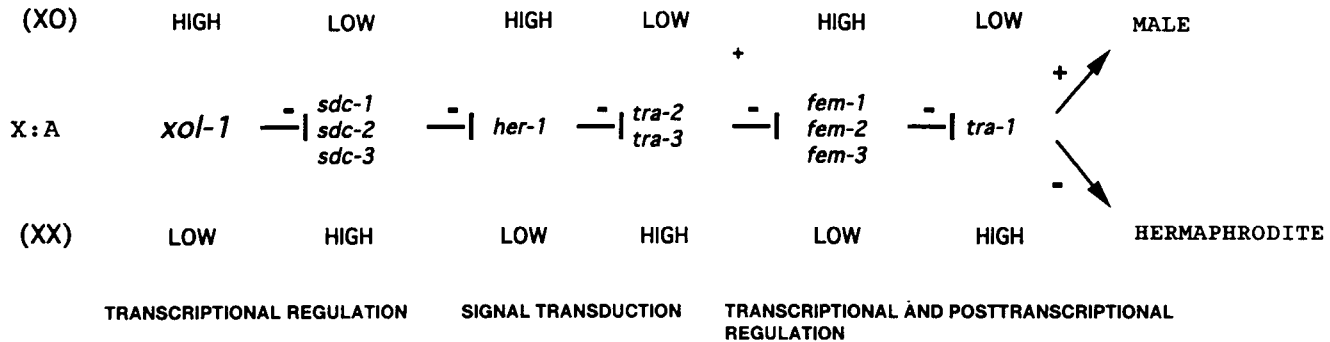 (XO) HIGH LOW HIGH LOW HIGH LOW MALE
+
+
- sdc-1 - - tra-2 - fem-1 -
X:A xol-1 sdc-2 her-1 tra-3 fem-2 tra-1
sdc-3 fem-3
-
(XX) LOW HIGH LOW HIGH LOW HIGH HERMAPHRODITE
TRANSCRIPTIONAL REGULATION SIGNAL TRANSDUCTION TRANSCRIPTIONAL AND POSTTRANSCRIPTIONAL
REGULATION